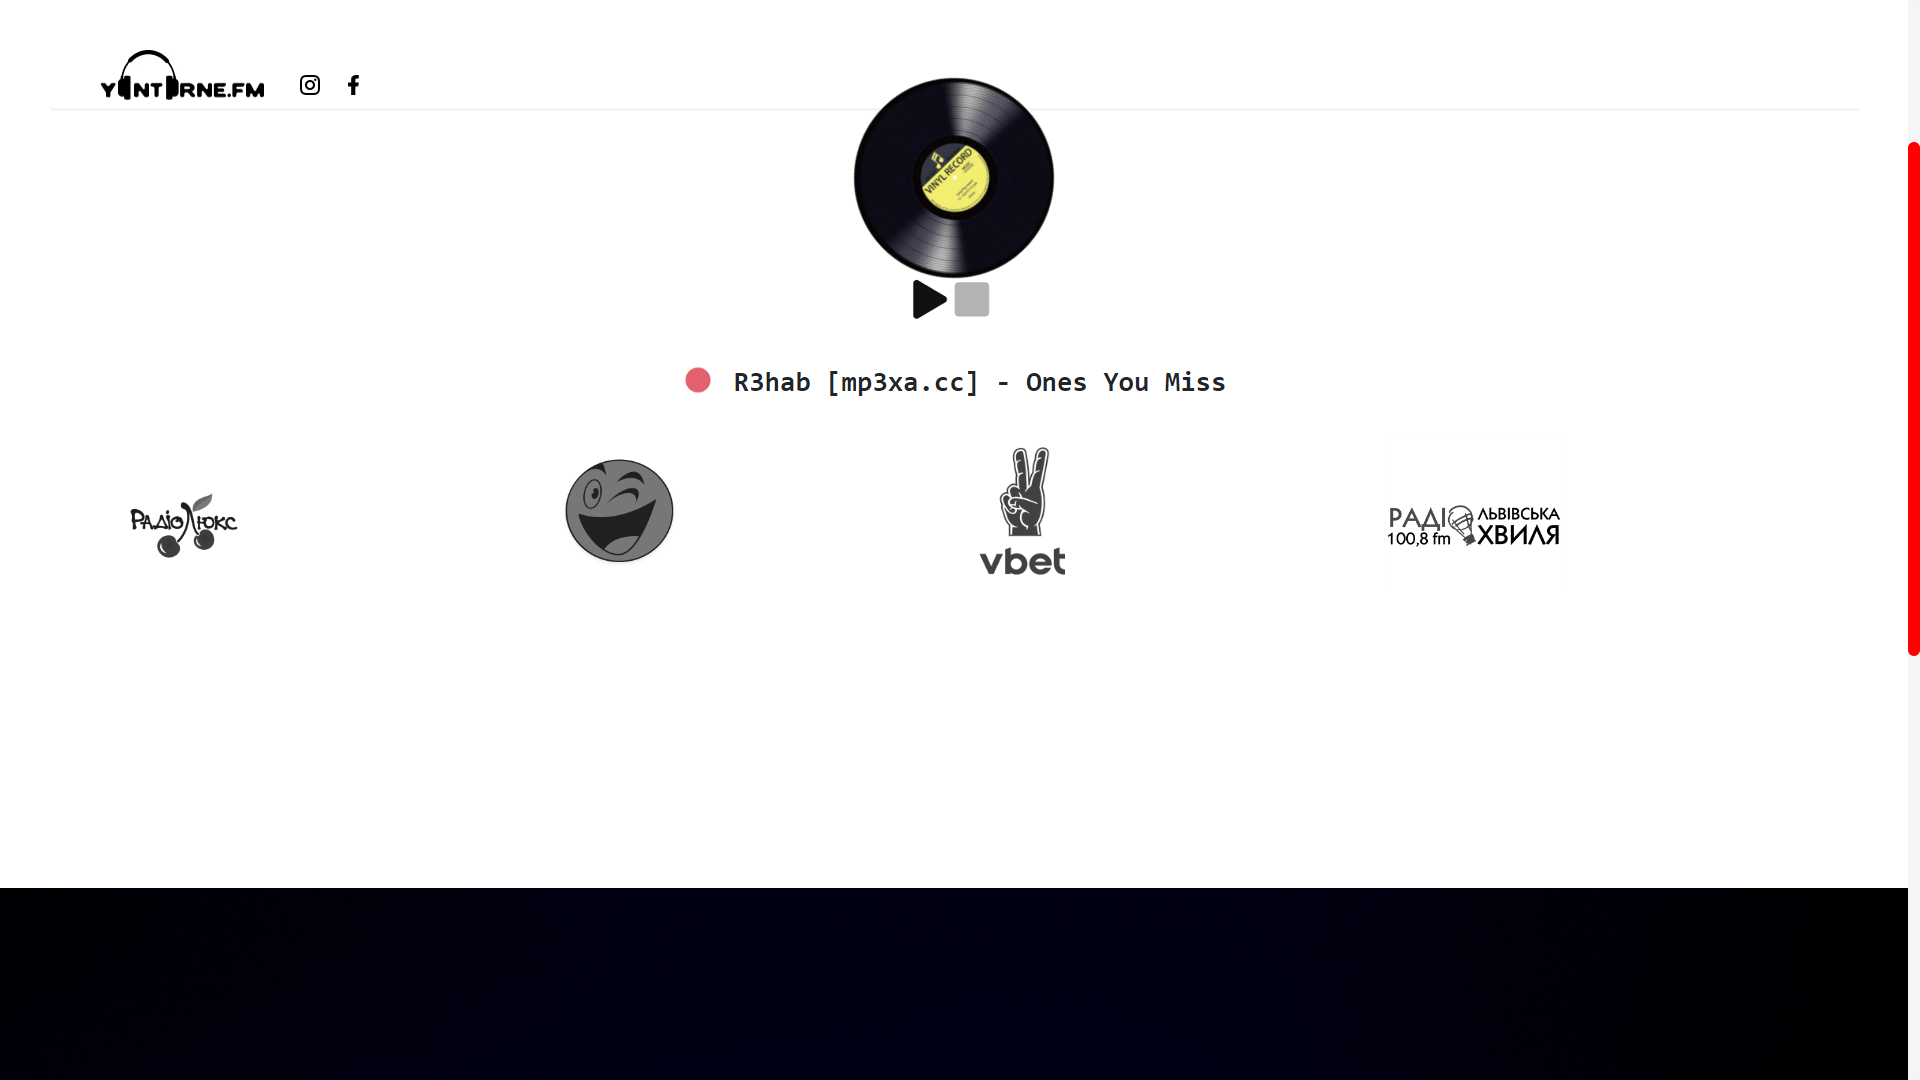 YANTARNE.FM
VINYL RECORD
R3hab [mp3xa.cc] - Ones You Miss
Радіо Люкс
vbet
РАДІО ЛЬВІВСЬКА
100,8 fm ХВИЛЯ